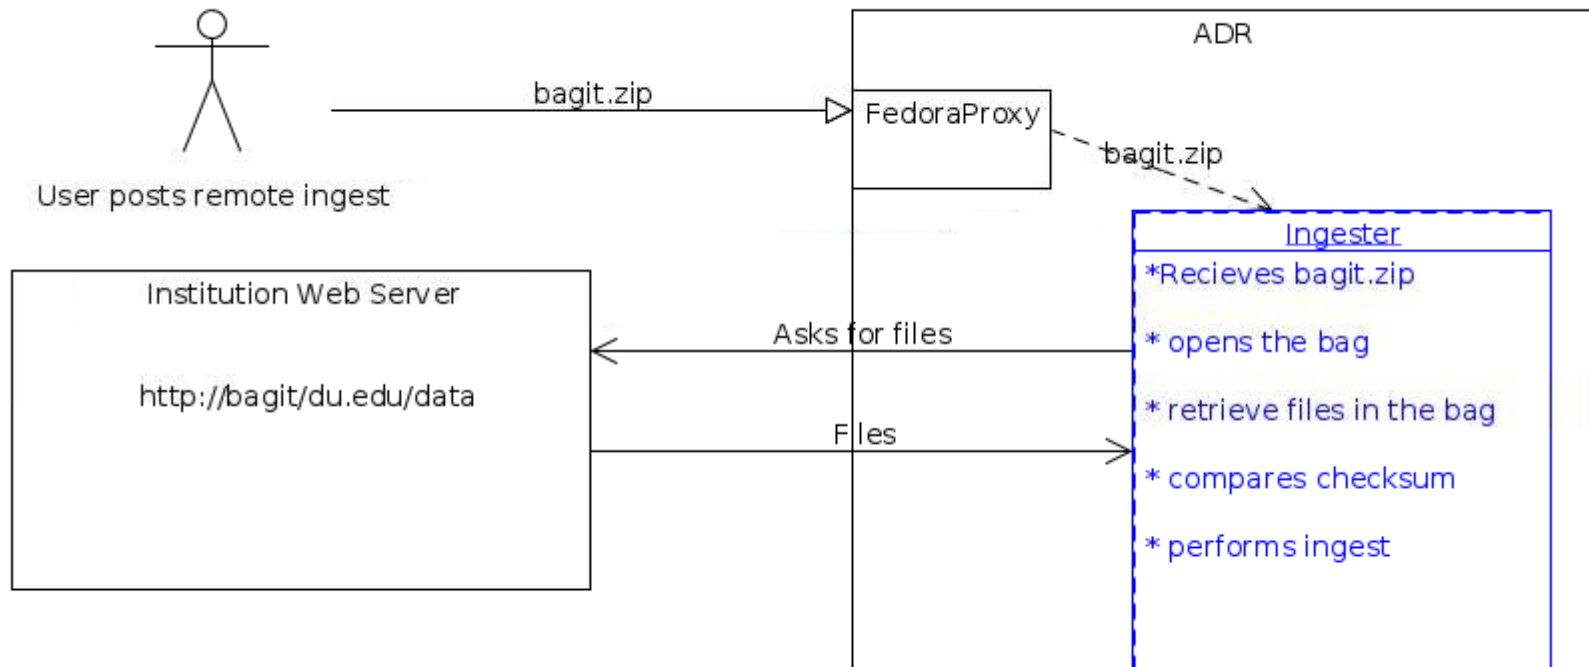 ADR
bagit.zip
FedoraProxy
bagit.zip
User posts remote ingest
Ingester
*Recieves bagit.zip
* opens the bag
* retrieve files in the bag
* compares checksum
* performs ingest
Institution Web Server
http://bagit/du.edu/data
Asks for files
Files